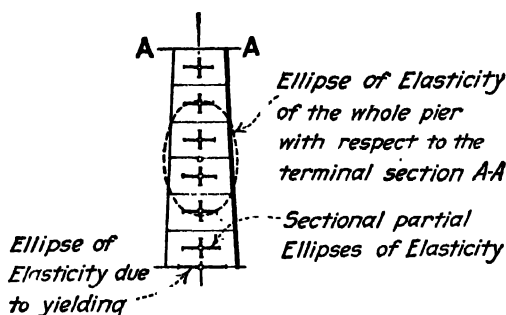 A A
Ellipse of Elasticity
of the whole pier
with respect to the
terminal section A-A
Sectional partial
Ellipses of Elasticity
Ellipse of
Elasticity due
to yielding